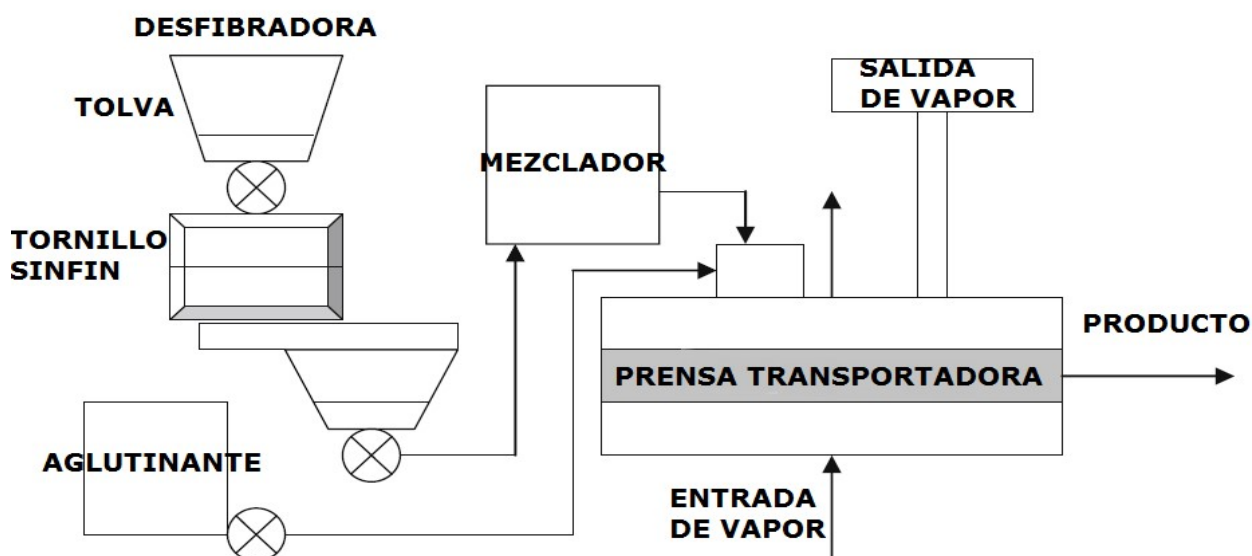 DESFIBRADORA
TOLVA
TORNILLO
SINFIN
AGLUTINANTE
MEZCLADOR
SALIDA
DE VAPOR
PRENSA TRANSPORTADORA
PRODUCTO
ENTRADA
DE VAPOR